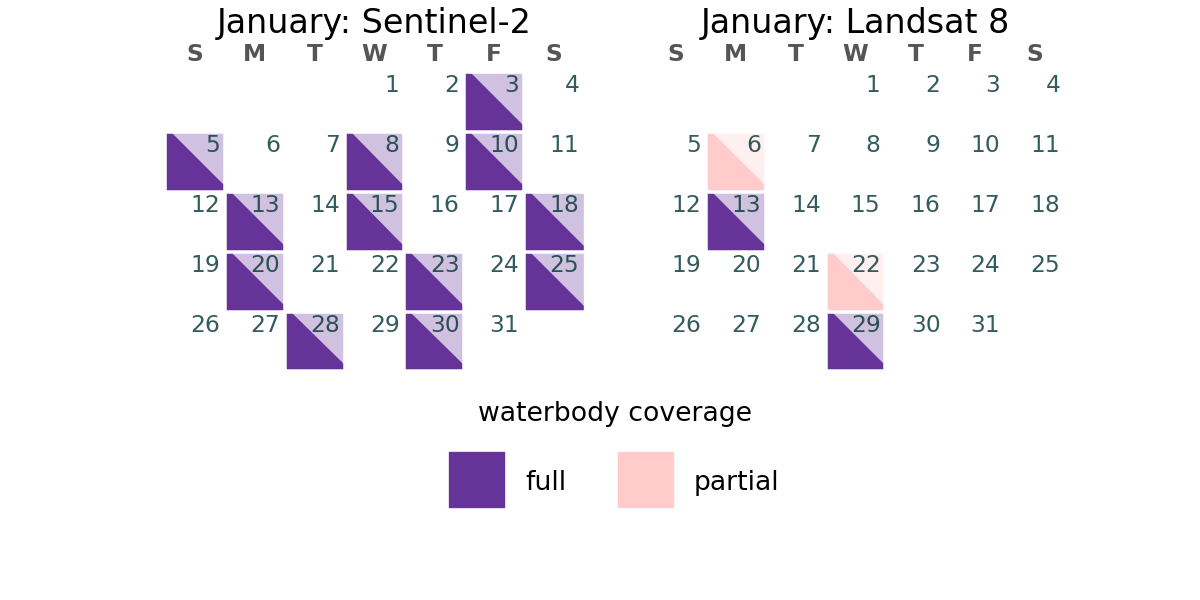 January: Sentinel-2
S M T W T F S
1 2 3 4
5 6 7 8 9 10 11
12 13 14 15 16 17 18
19 20 21 22 23 24 25
26 27 28 29 30 31
January: Landsat 8
S M T W T F S
1 2 3 4
5 6 7 8 9 10 11
12 13 14 15 16 17 18
19 20 21 22 23 24 25
26 27 28 29 30 31
waterbody coverage
full partial